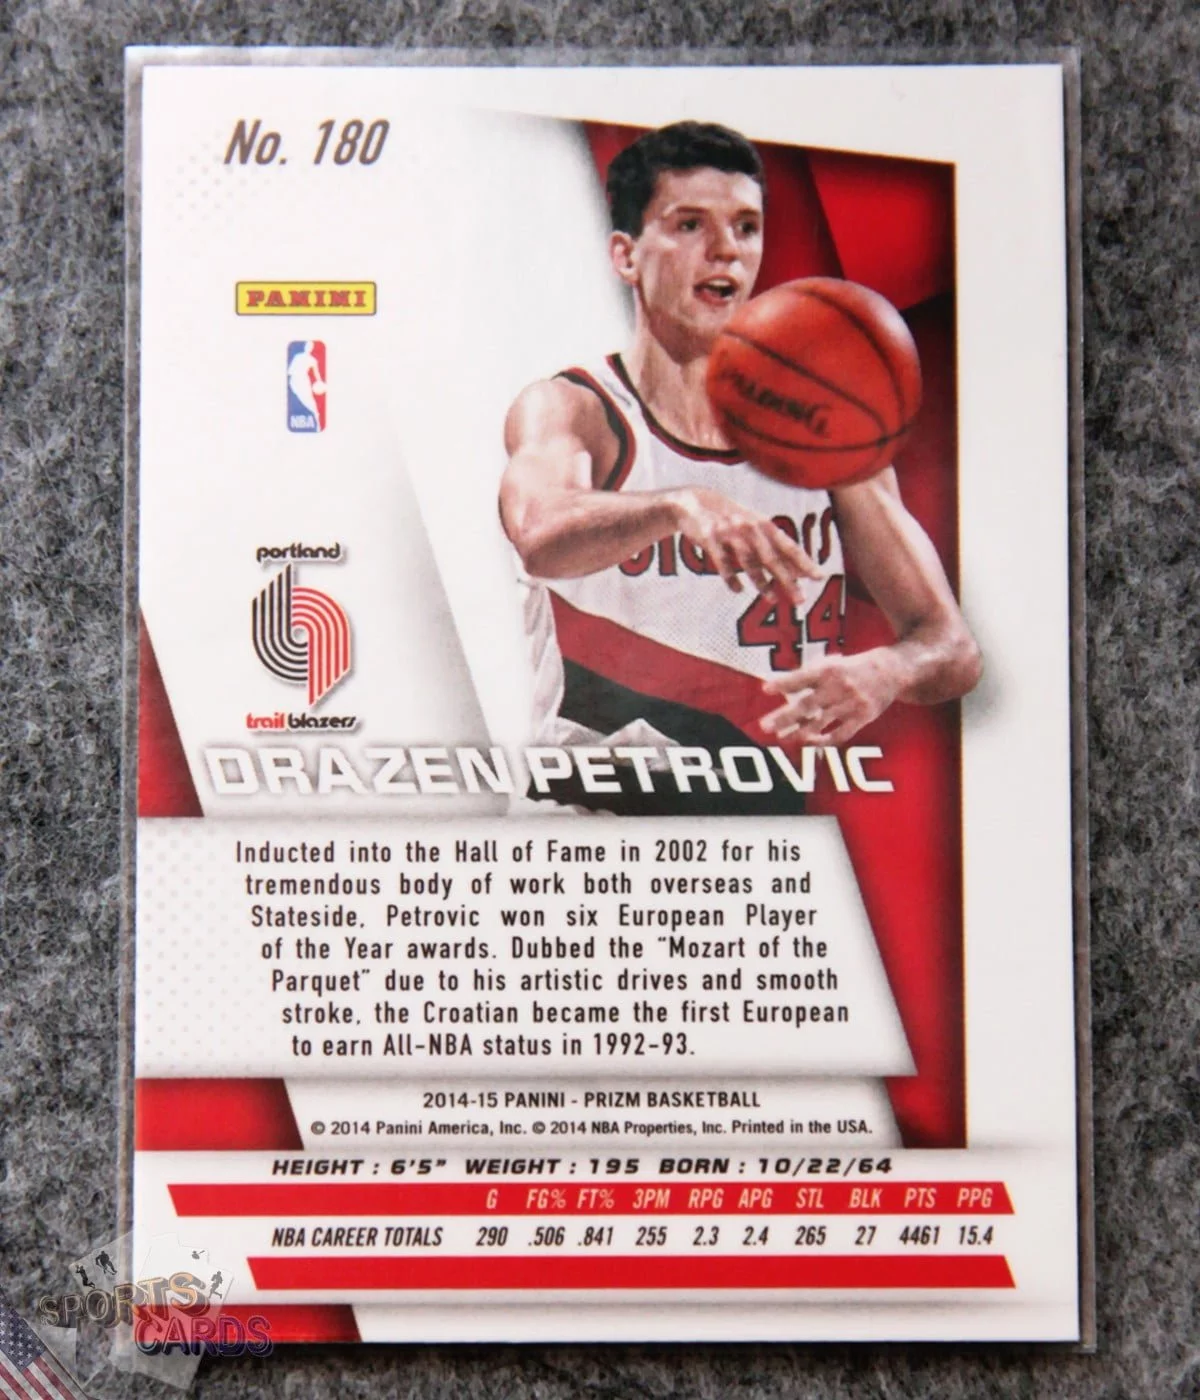 No. 180
PANINI
NBA
SPALDING
portland
44
trail blazers
DRAZEN PETROVIC
Inducted into the Hall of Fame in 2002 for his
tremendous body of work both overseas and
Stateside, Petrovic won six European Player
of the Year awards. Dubbed the "Mozart of the
Parquet" due to his artistic drives and smooth
stroke, the Croatian became the first European
to earn All-NBA status in 1992-93.
2014-15 PANINI - PRIZM BASKETBALL
© 2014 Panini America, Inc. © 2014 NBA Properties, Inc. Printed in the USA.
HEIGHT : 6'5" WEIGHT : 195 BORN : 10/22/64
G FG% FT% 3PM RPG APG STL BLK PTS PPG
NBA CAREER TOTALS 290 .506 .841 255 2.3 2.4 265 27 4461 15.4
SPORTS
CARDS